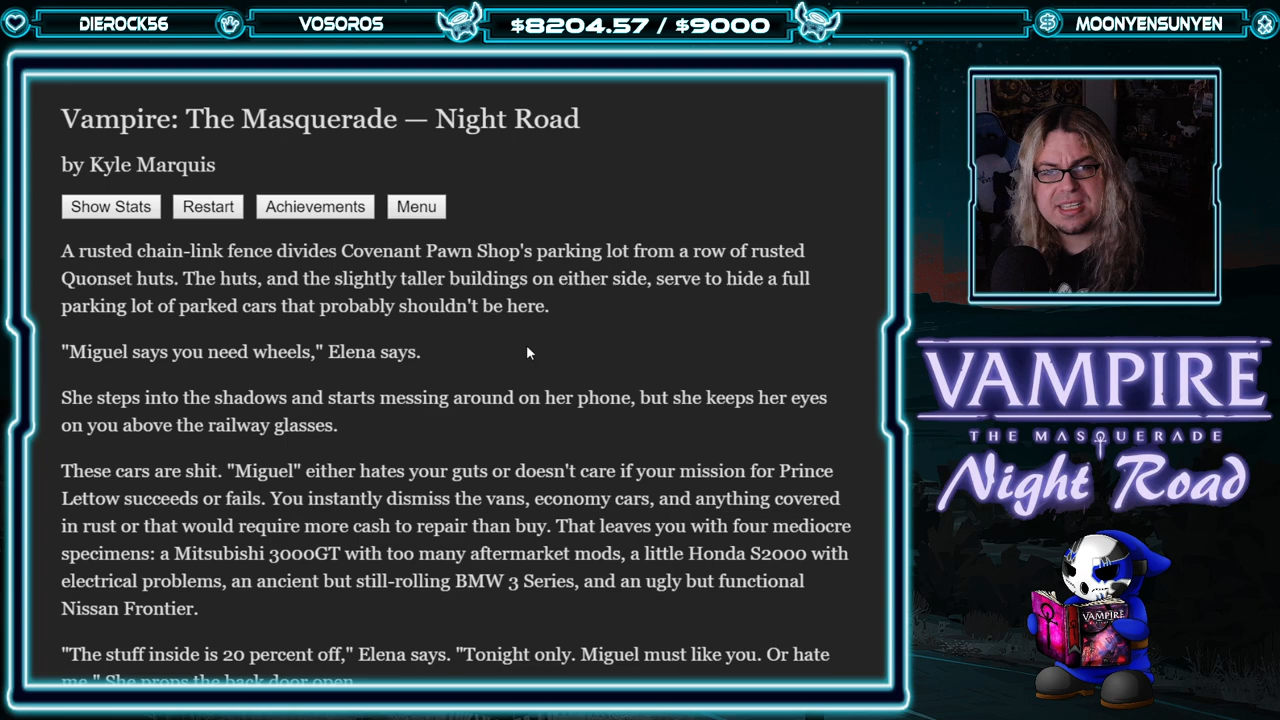 DIEROCK56
VOSOROS
$8204.57 / $9000
MOONYENSUNYEN
Vampire: The Masquerade — Night Road
by Kyle Marquis
Show Stats
Restart
Achievements
Menu
A rusted chain-link fence divides Covenant Pawn Shop's parking lot from a row of rusted
Quonset huts. The huts, and the slightly taller buildings on either side, serve to hide a full
parking lot of parked cars that probably shouldn't be here.
"Miguel says you need wheels," Elena says.
She steps into the shadows and starts messing around on her phone, but she keeps her eyes
on you above the railway glasses.
These cars are shit. "Miguel" either hates your guts or doesn't care if your mission for Prince
Lettow succeeds or fails. You instantly dismiss the vans, economy cars, and anything covered
in rust or that would require more cash to repair than buy. That leaves you with four mediocre
specimens: a Mitsubishi 3000GT with too many aftermarket mods, a little Honda S2000 with
electrical problems, an ancient but still-rolling BMW 3 Series, and an ugly but functional
Nissan Frontier.
"The stuff inside is 20 percent off," Elena says. "Tonight only. Miguel must like you. Or hate
me." She props the back door open
VAMPIRE
THE MASQUERADE
Night Road
VAMPIRE